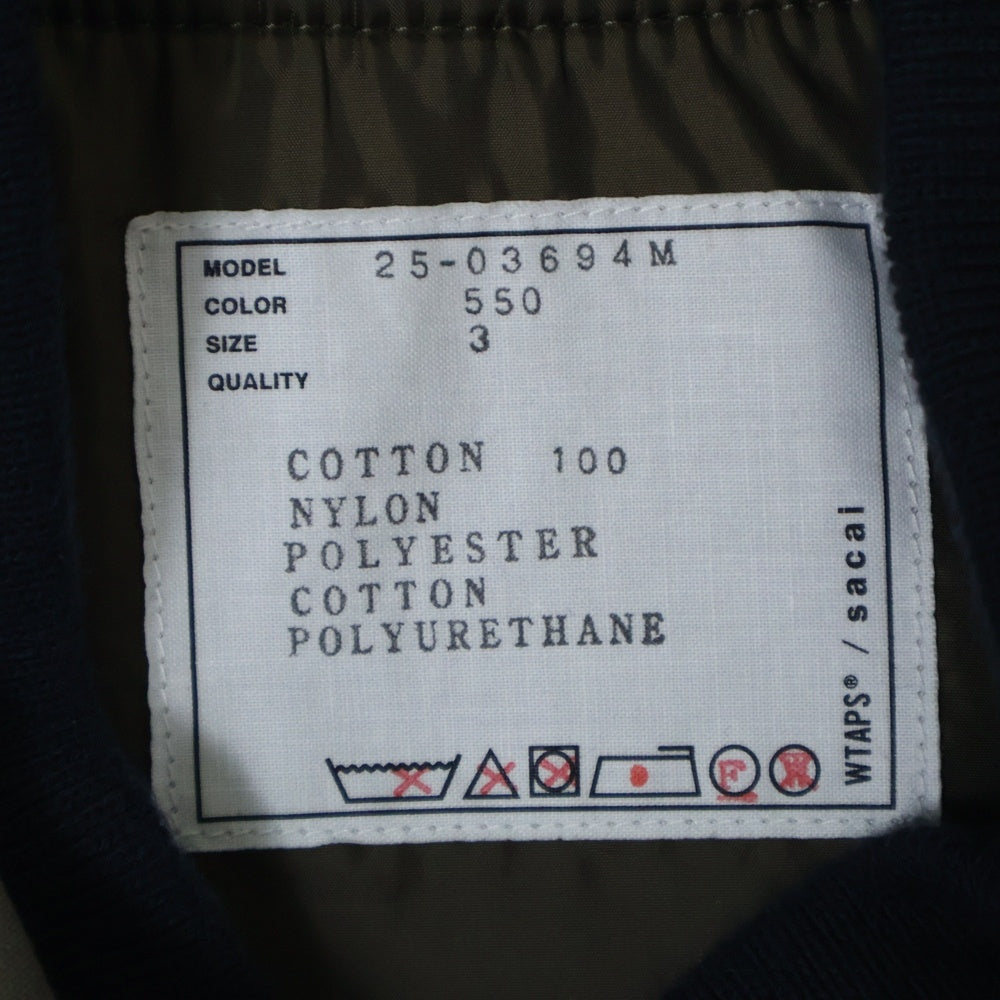 MODEL 25-03694M
COLOR 550
SIZE 3
QUALITY
COTTON 100
NYLON
POLYESTER
COTTON
POLYURETHANE
F
W
WTAPS® / sacai